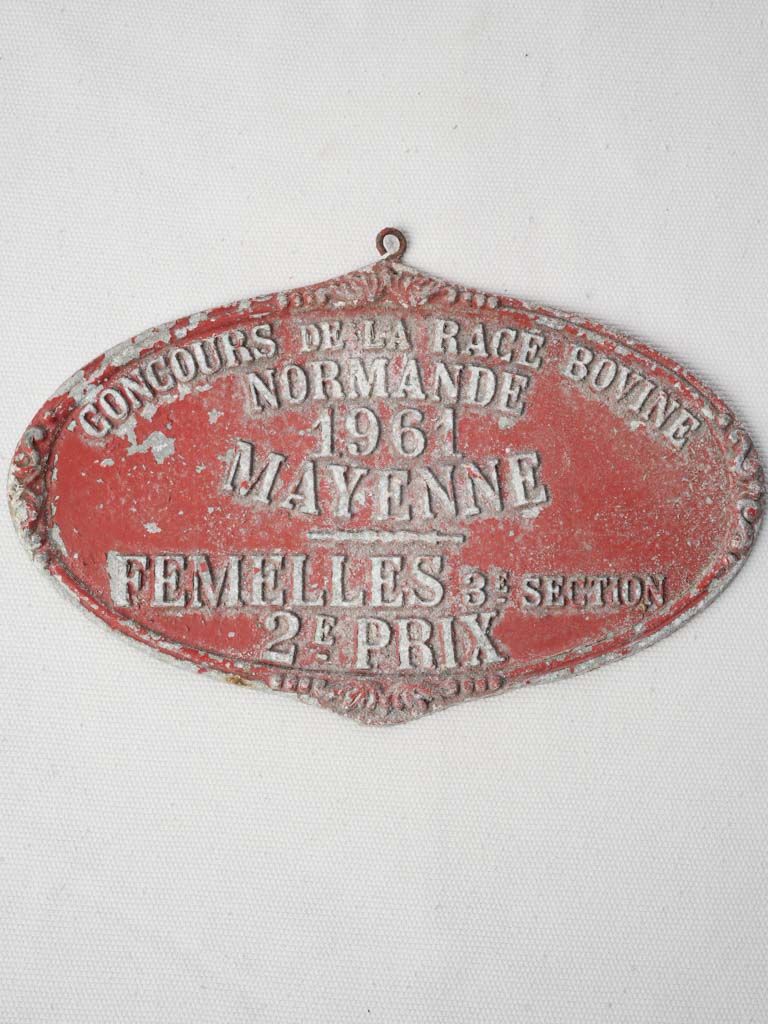 CONCOURS DE LA RACE BOVINE
NORMANDE
1961
MAYENNE
FEMELLES 3E SECTION
2E PRIX